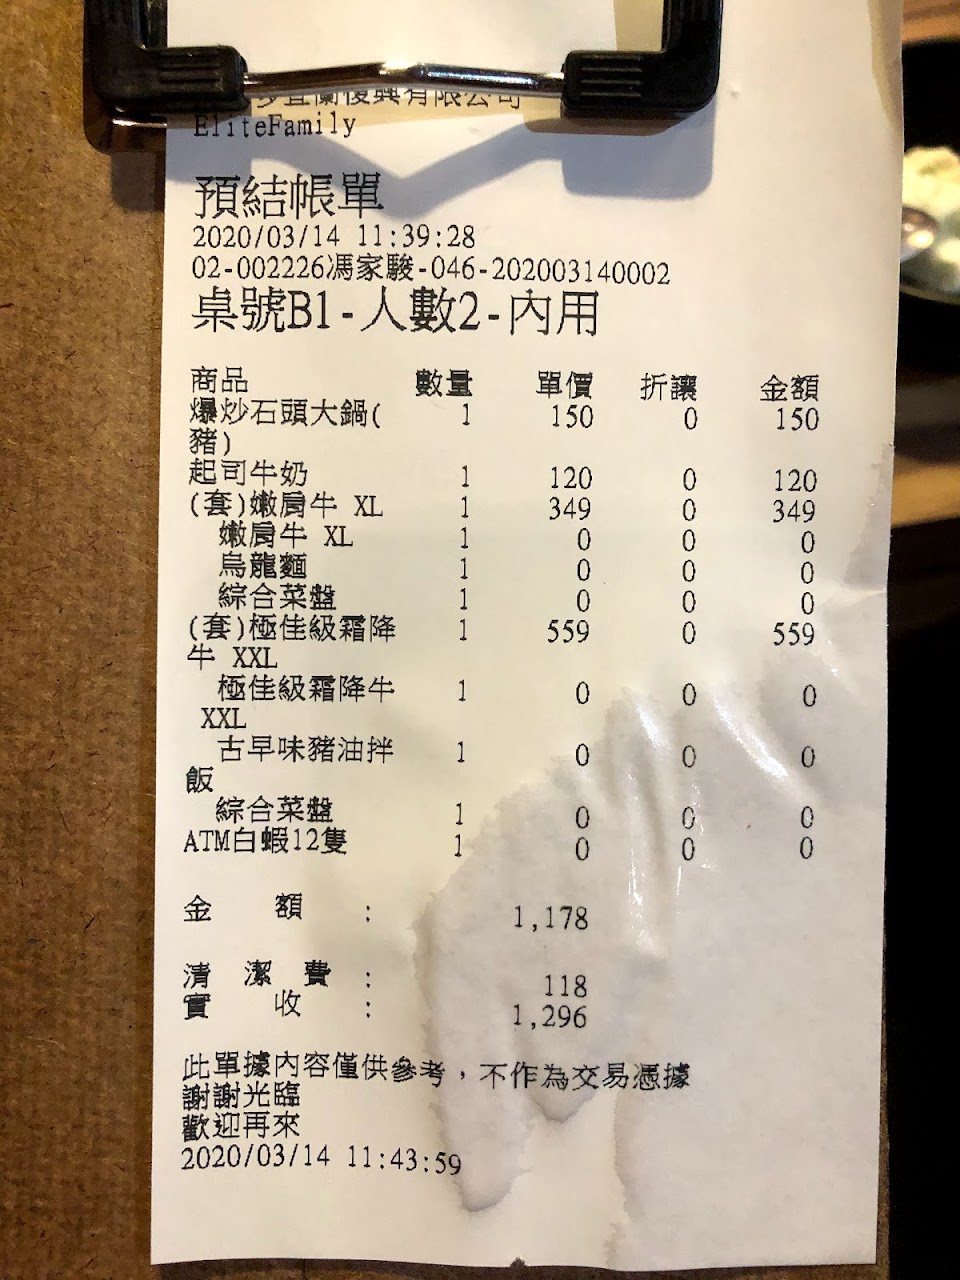 宜蘭復興有限公司
EliteFamily
預結帳單
2020/03/14 11:39:28
02-002226馮家駿-046-202003140002
桌號B1-人數2-內用
商品 數量 單價 折讓 金額
爆炒石頭大鍋( 1 150 0 150
豬)
起司牛奶 1 120 0 120
(套)嫩肩牛 XL 1 349 0 349
嫩肩牛 XL 1 0 0 0
烏龍麵 1 0 0 0
綜合菜盤 1 0 0 0
(套)極佳級霜降 1 559 0 559
牛 XXL
極佳級霜降牛 1 0 0 0
XXL
古早味豬油拌 1 0 0 0
飯
綜合菜盤 1 0 0 0
ATM白蝦12隻 1 0 0 0
金額: 1,178
清潔費: 118
實收: 1,296
此單據內容僅供參考，不作為交易憑據
謝謝光臨
歡迎再來
2020/03/14 11:43:59